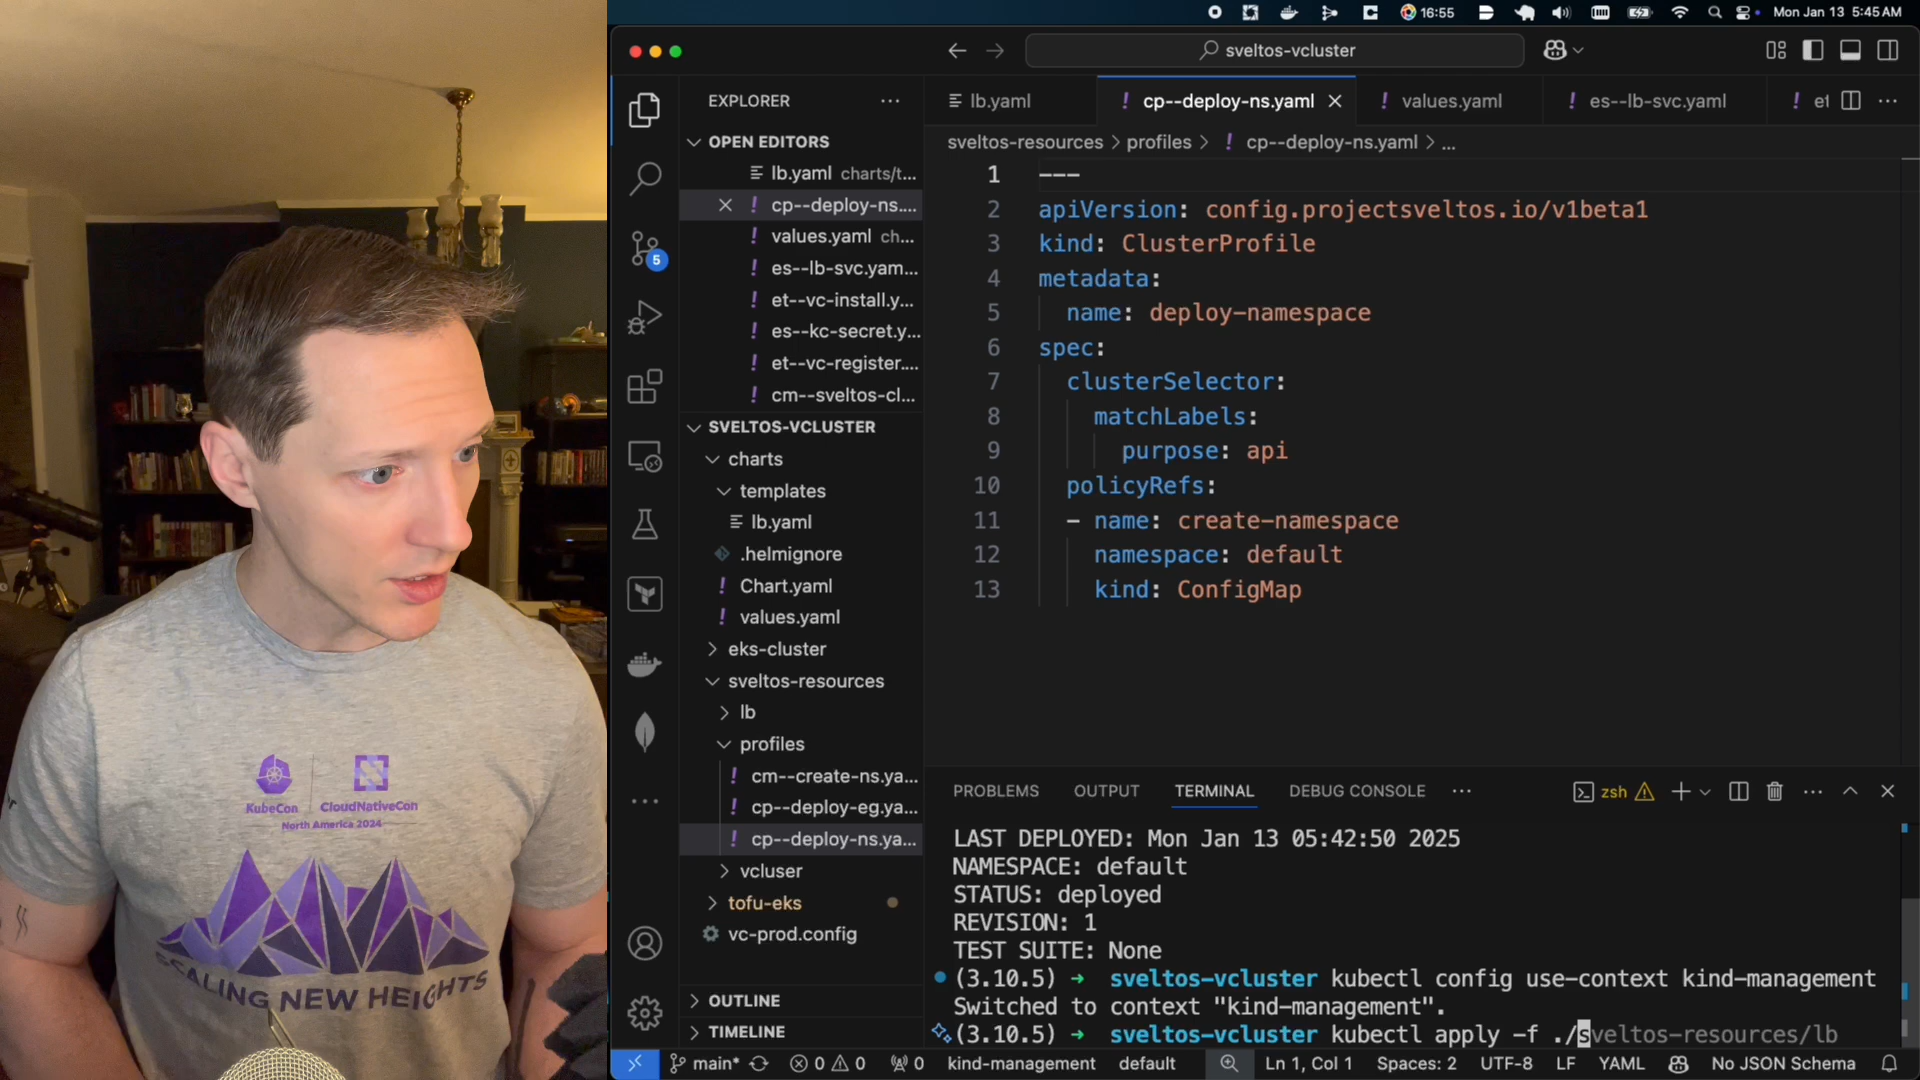 16:55
Mon Jan 13 5:45 AM
sveltos-vcluster
EXPLORER
OPEN EDITORS
lb.yaml charts/t...
cp--deploy-ns....
values.yaml ch...
es--lb-svc.yam...
et--vc-install.y...
es--kc-secret.y...
et--vc-register....
cm--sveltos-cl...
SVELTOS-VCLUSTER
charts
templates
lb.yaml
.helmignore
Chart.yaml
values.yaml
eks-cluster
sveltos-resources
lb
profiles
cm--create-ns.ya...
cp--deploy-eg.ya...
cp--deploy-ns.ya...
vcluser
tofu-eks
vc-prod.config
OUTLINE
TIMELINE
5
lb.yaml
cp--deploy-ns.yaml
values.yaml
es--lb-svc.yaml
et
sveltos-resources > profiles > ! cp--deploy-ns.yaml > ...
1 ---
2 apiVersion: config.projectsveltos.io/v1beta1
3 kind: ClusterProfile
4 metadata:
5 name: deploy-namespace
6 spec:
7 clusterSelector:
8 matchLabels:
9 purpose: api
10 policyRefs:
11 - name: create-namespace
12 namespace: default
13 kind: ConfigMap
PROBLEMS OUTPUT TERMINAL DEBUG CONSOLE ... zsh
LAST DEPLOYED: Mon Jan 13 05:42:50 2025
NAMESPACE: default
STATUS: deployed
REVISION: 1
TEST SUITE: None
(3.10.5) ➜ sveltos-vcluster kubectl config use-context kind-management
Switched to context "kind-management".
(3.10.5) ➜ sveltos-vcluster kubectl apply -f ./sveltos-resources/lb
main* 0 0 0 kind-management default Ln 1, Col 1 Spaces: 2 UTF-8 LF YAML No JSON Schema
KubeCon
CloudNativeCon
North America 2024
SCALING NEW HEIGHTS